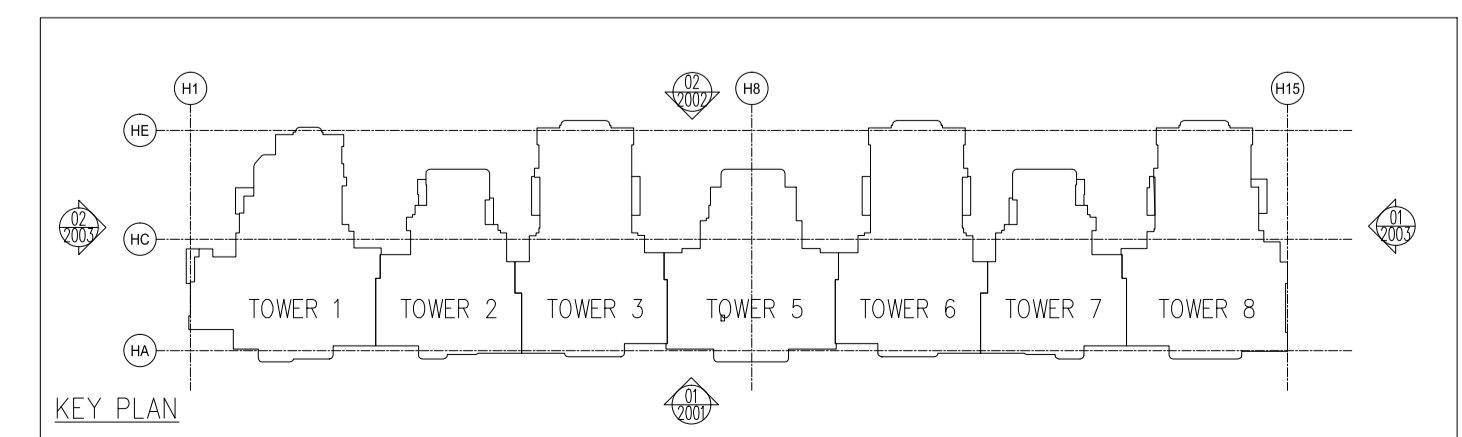 H1
02
2002
H8
H15
HE
02
2003
HC
01
2003
TOWER 1
TOWER 2
TOWER 3
TOWER 5
TOWER 6
TOWER 7
TOWER 8
HA
01
2001
KEY PLAN